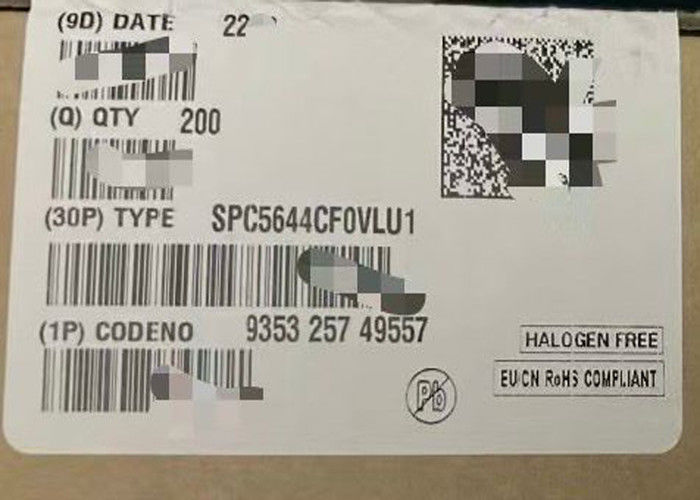 (9D) DATE 22
(Q) QTY 200
(30P) TYPE SPC5644CF0VLU1
(1P) CODENO 9353 257 49557
HALOGEN FREE
Pb
EU/CN RoHS COMPLIANT